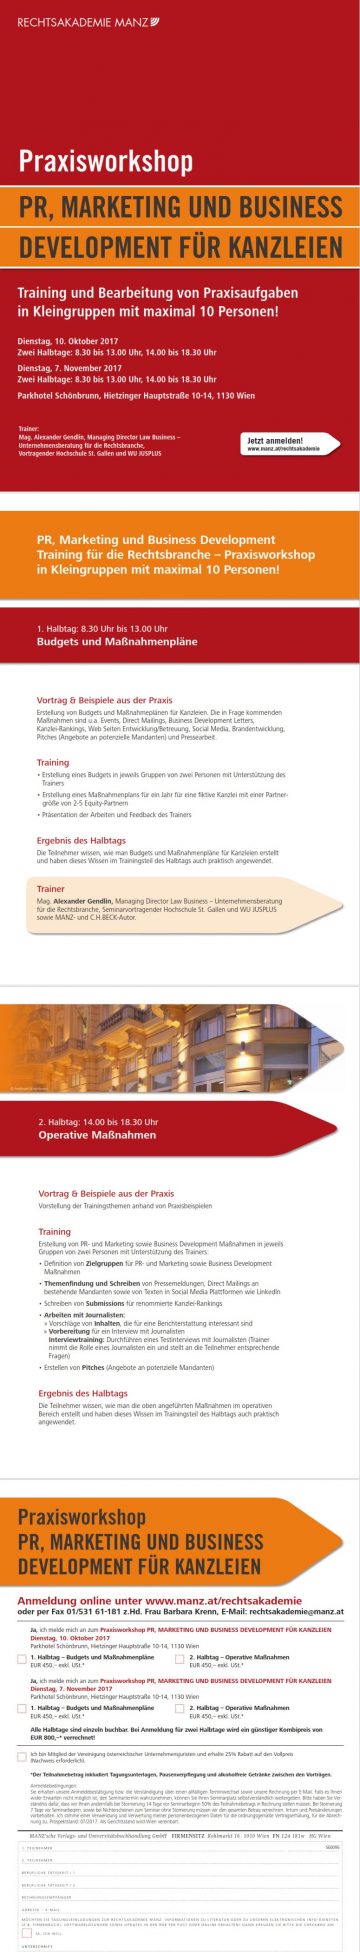 RECHTSAKADEMIE MANZ
Praxisworkshop
PR, MARKETING UND BUSINESS
DEVELOPMENT FÜR KANZLEIEN
Training und Bearbeitung von Praxisaufgaben
in Kleingruppen mit maximal 10 Personen!
Dienstag, 10. Oktober 2017
Zwei Halbtage: 8.30 bis 13.00 Uhr, 14.00 bis 18.30 Uhr
Dienstag, 7. November 2017
Zwei Halbtage: 8.30 bis 13.00 Uhr, 14.00 bis 18.30 Uhr
Parkhotel Schönbrunn, Hietzinger Hauptstraße 10-14, 1130 Wien
Trainer:
Mag. Alexander Gendlin, Managing Director Law Business –
Unternehmensberatung für die Rechtsbranche,
Vortragender Hochschule St. Gallen und WU JUSPLUS
Jetzt anmelden!
www.manz.at/rechtsakademie
PR, Marketing und Business Development
Training für die Rechtsbranche – Praxisworkshop
in Kleingruppen mit maximal 10 Personen!
1. Halbtag: 8.30 Uhr bis 13.00 Uhr
Budgets und Maßnahmenpläne
Vortrag & Beispiele aus der Praxis
Erstellung von Budgets und Maßnahmeplänen für Kanzleien. Die in Frage kommenden
Maßnahmen sind u.a. Events, Direct Mailings, Business Development Letters,
Kanzlei-Rankings, Web Seiten Entwicklung/Betreuung, Social Media, Brandentwicklung,
Pitches (Angebote an potenzielle Mandanten) und Pressearbeit.
Training
• Erstellung eines Budgets in jeweils Gruppen von zwei Personen mit Unterstützung des
Trainers
• Erstellung eines Maßnahmenplans für ein Jahr für eine fiktive Kanzlei mit einer Partner-
größe von 2-5 Equity-Partnern
• Präsentation der Arbeiten und Feedback des Trainers
Ergebnis des Halbtags
Die Teilnehmer wissen, wie man Budgets und Maßnahmenpläne für Kanzleien erstellt
und haben dieses Wissen im Trainingsteil des Halbtags auch praktisch angewendet.
Trainer
Mag. Alexander Gendlin, Managing Director Law Business – Unternehmensberatung
für die Rechtsbranche, Seminarvortragender Hochschule St. Gallen und WU JUSPLUS
sowie MANZ- und C.H.BECK-Autor.
2. Halbtag: 14.00 bis 18.30 Uhr
Operative Maßnahmen
Vortrag & Beispiele aus der Praxis
Vorstellung der Trainingsthemen anhand von Praxisbeispielen
Training
Erstellung von PR- und Marketing sowie Business Development Maßnahmen in jeweils
Gruppen von zwei Personen mit Unterstützung des Trainers:
• Definition von Zielgruppen für PR- und Marketing sowie Business Development
Maßnahmen
• Themenfindung und Schreiben von Pressemeldungen, Direct Mailings an
bestehende Mandanten sowie von Texten in Social Media Plattformen wie LinkedIn
• Schreiben von Submissions für renommierte Kanzlei-Rankings
• Arbeiten mit Journalisten:
» Vorschläge von Inhalten, die für eine Berichterstattung interessant sind
» Vorbereitung für ein Interview mit Journalisten
Interviewtraining: Durchführen eines Testinterviews mit Journalisten (Trainer
nimmt die Rolle eines Journalisten ein und stellt an die Teilnehmer entsprechende
Fragen)
• Erstellen von Pitches (Angebote an potenzielle Mandanten)
Ergebnis des Halbtags
Die Teilnehmer wissen, wie man die oben angeführten Maßnahmen im operativen
Bereich erstellt und haben dieses Wissen im Trainingsteil des Halbtags auch praktisch
angewendet.
Praxisworkshop
PR, MARKETING UND BUSINESS
DEVELOPMENT FÜR KANZLEIEN
Anmeldung online unter www.manz.at/rechtsakademie
oder per Fax 01/531 61-181 z.Hd. Frau Barbara Krenn, E-Mail: rechtsakademie@manz.at
Ja, ich melde mich an zum Praxisworkshop PR, MARKETING UND BUSINESS DEVELOPMENT FÜR KANZLEIEN
Dienstag, 10. Oktober 2017
Parkhotel Schönbrunn, Hietzinger Hauptstraße 10-14, 1130 Wien
1. Halbtag – Budgets und Maßnahmenpläne
EUR 450,– exkl. USt.*
2. Halbtag – Operative Maßnahmen
EUR 450,– exkl. USt.*
Ja, ich melde mich an zum Praxisworkshop PR, MARKETING UND BUSINESS DEVELOPMENT FÜR KANZLEIEN
Dienstag, 7. November 2017
Parkhotel Schönbrunn, Hietzinger Hauptstraße 10-14, 1130 Wien
1. Halbtag – Budgets und Maßnahmenpläne
EUR 450,– exkl. USt.*
2. Halbtag – Operative Maßnahmen
EUR 450,– exkl. USt.*
Alle Halbtage sind einzeln buchbar. Bei Anmeldung für zwei Halbtage wird ein günstiger Kombipreis von
EUR 800,–* verrechnet!
Ich bin Mitglied der Vereinigung österreichischer Unternehmensjuristen und erhalte 25% Rabatt auf den Vollpreis
(Nachweis erforderlich).
*Der Teilnahmebetrag inkludiert Tagungsunterlagen, Pausenverpflegung und alkoholfreie Getränke zwischen den Vorträgen.
MANZ'sche Verlags- und Universitätsbuchhandlung GmbH FIRMENSITZ Kohlmarkt 16 · 1010 Wien FN 124 181w HG Wien
1. TEILNEHMER
2. TEILNEHMER
BERUFLICHE TÄTIGKEIT / 1
BERUFLICHE TÄTIGKEIT / 2
RECHNUNGSEMPFÄNGER
ADRESSE · E-MAIL
JA, ICH WILL
UNTERSCHRIFT